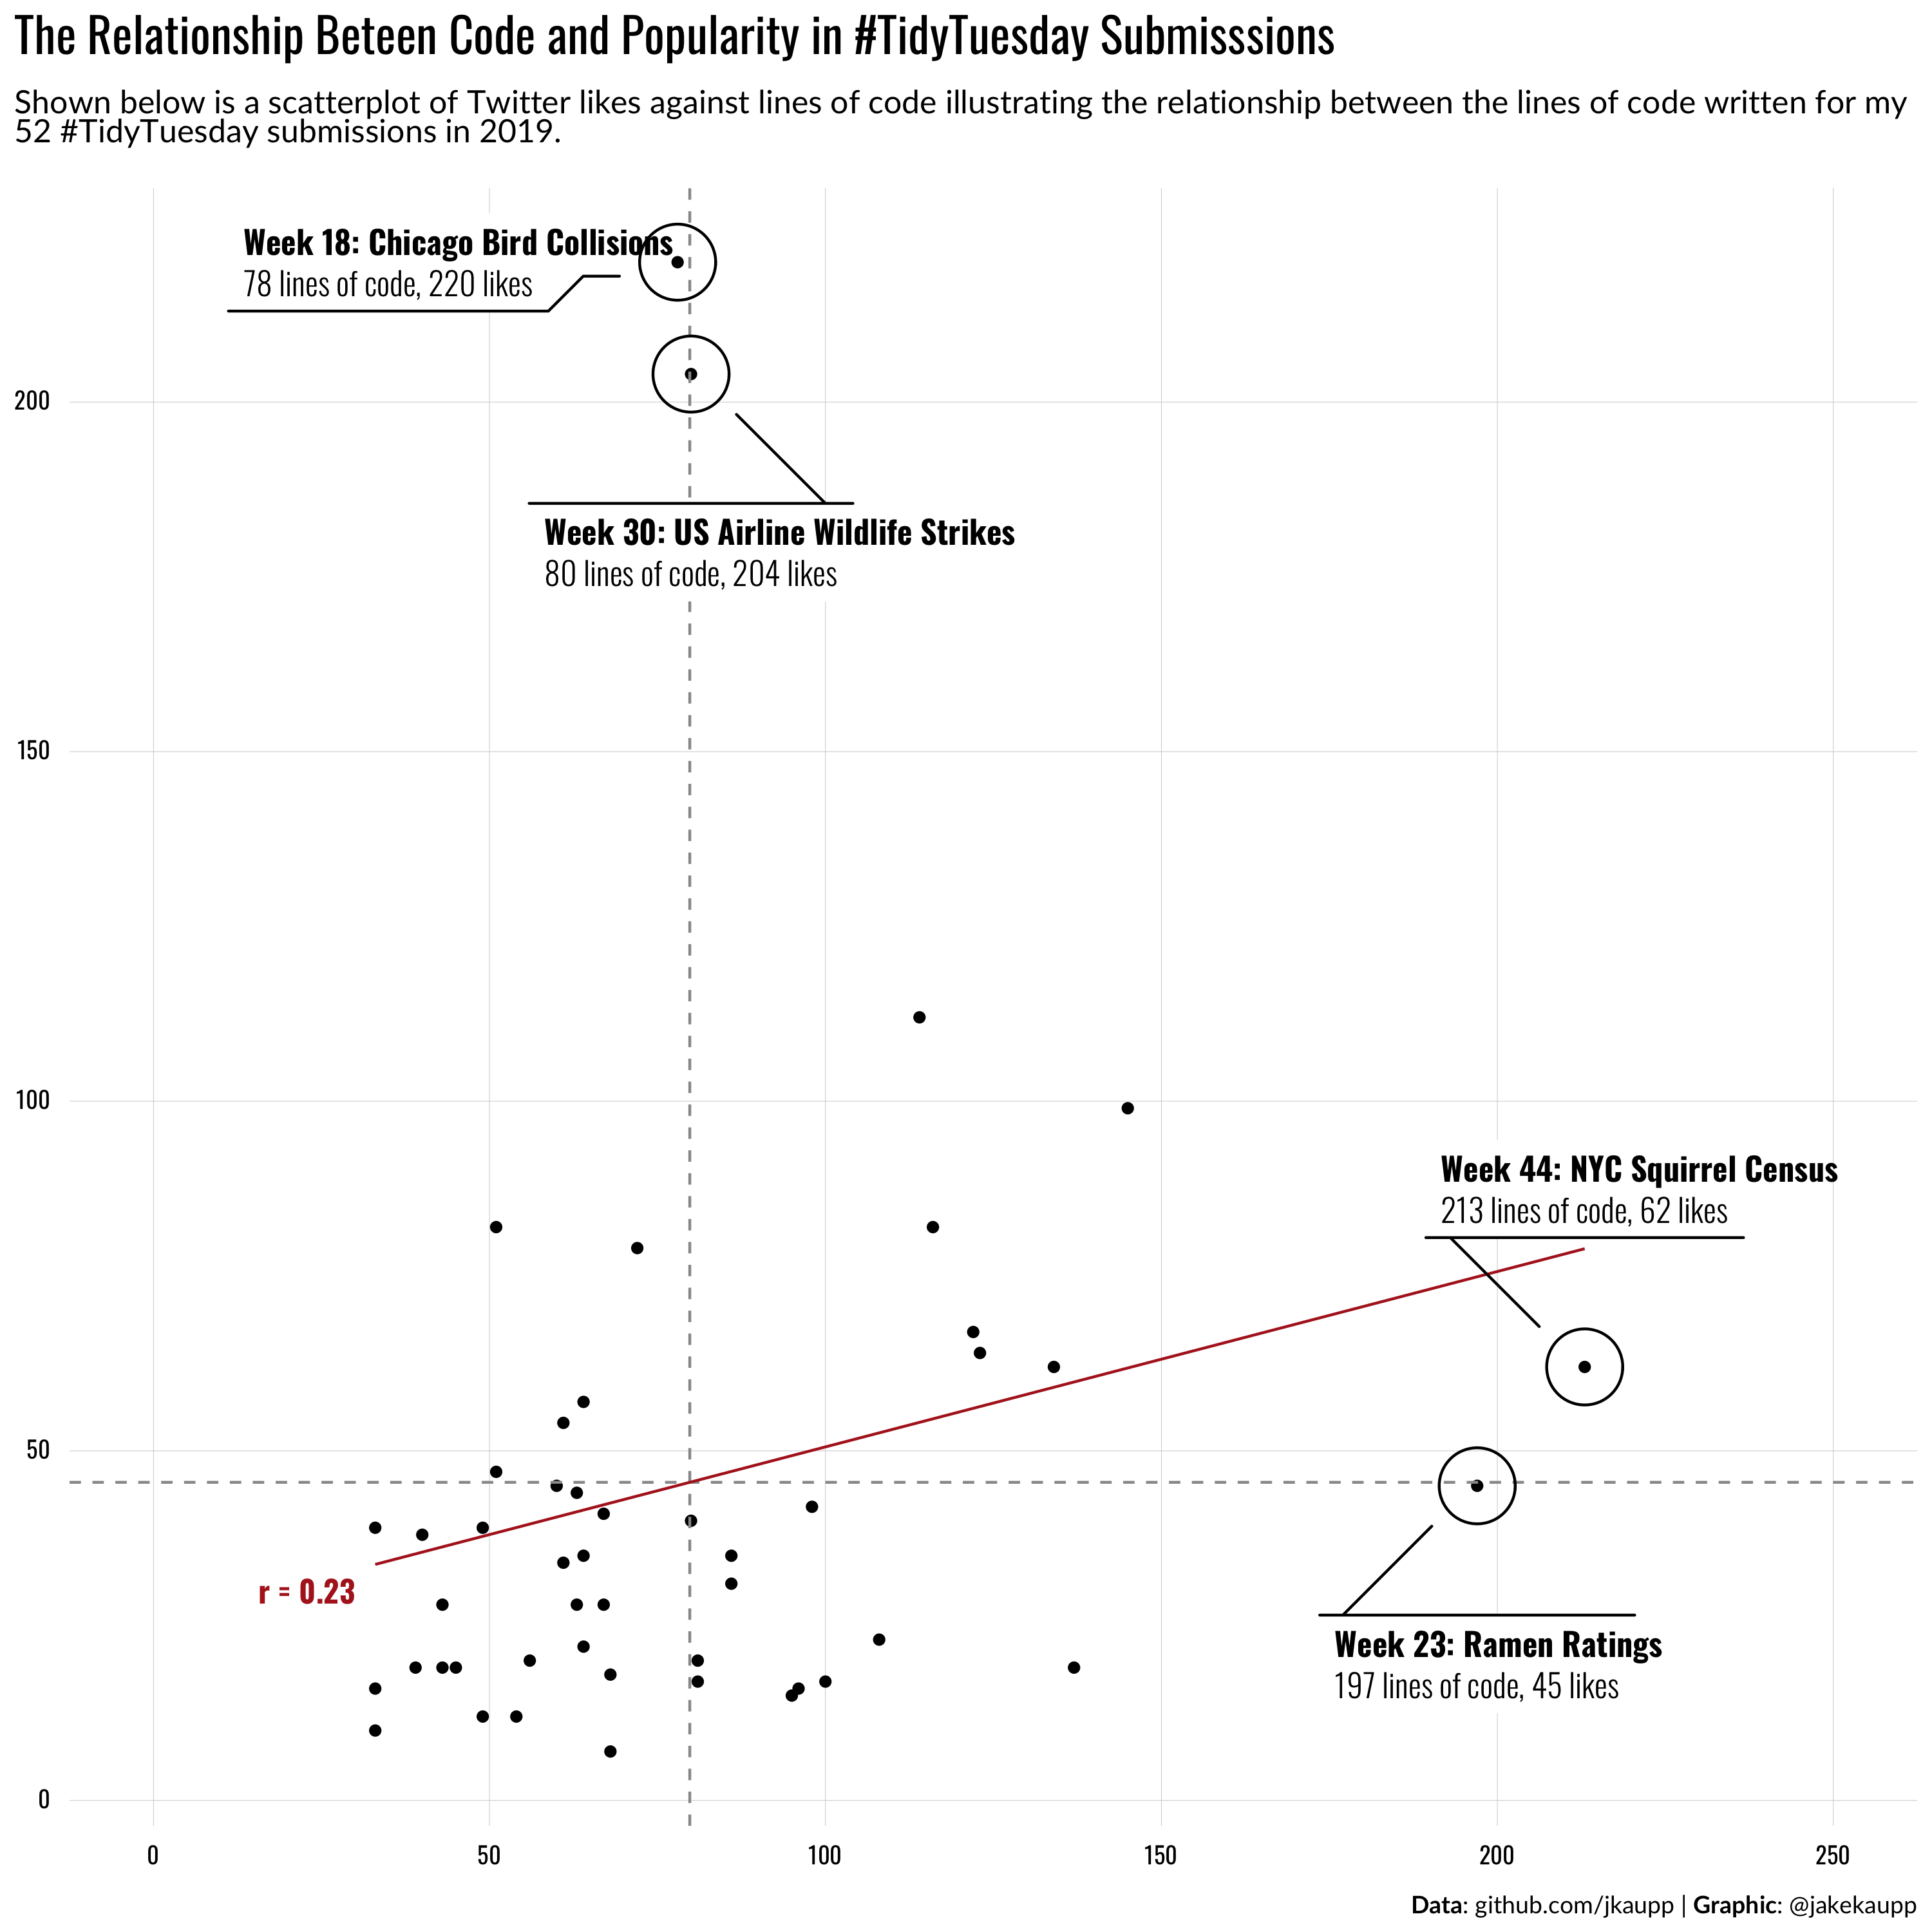 The Relationship Beteen Code and Popularity in #TidyTuesday Submisssions
Shown below is a scatterplot of Twitter likes against lines of code illustrating the relationship between the lines of code written for my
52 #TidyTuesday submissions in 2019.
Week 18: Chicago Bird Collisions
78 lines of code, 220 likes
200
Week 30: US Airline Wildlife Strikes
80 lines of code, 204 likes
150
100
Week 44: NYC Squirrel Census
213 lines of code, 62 likes
50
r = 0.23
Week 23: Ramen Ratings
197 lines of code, 45 likes
0
0 50 100 150 200 250
Data: github.com/jkaupp | Graphic: @jakekaupp